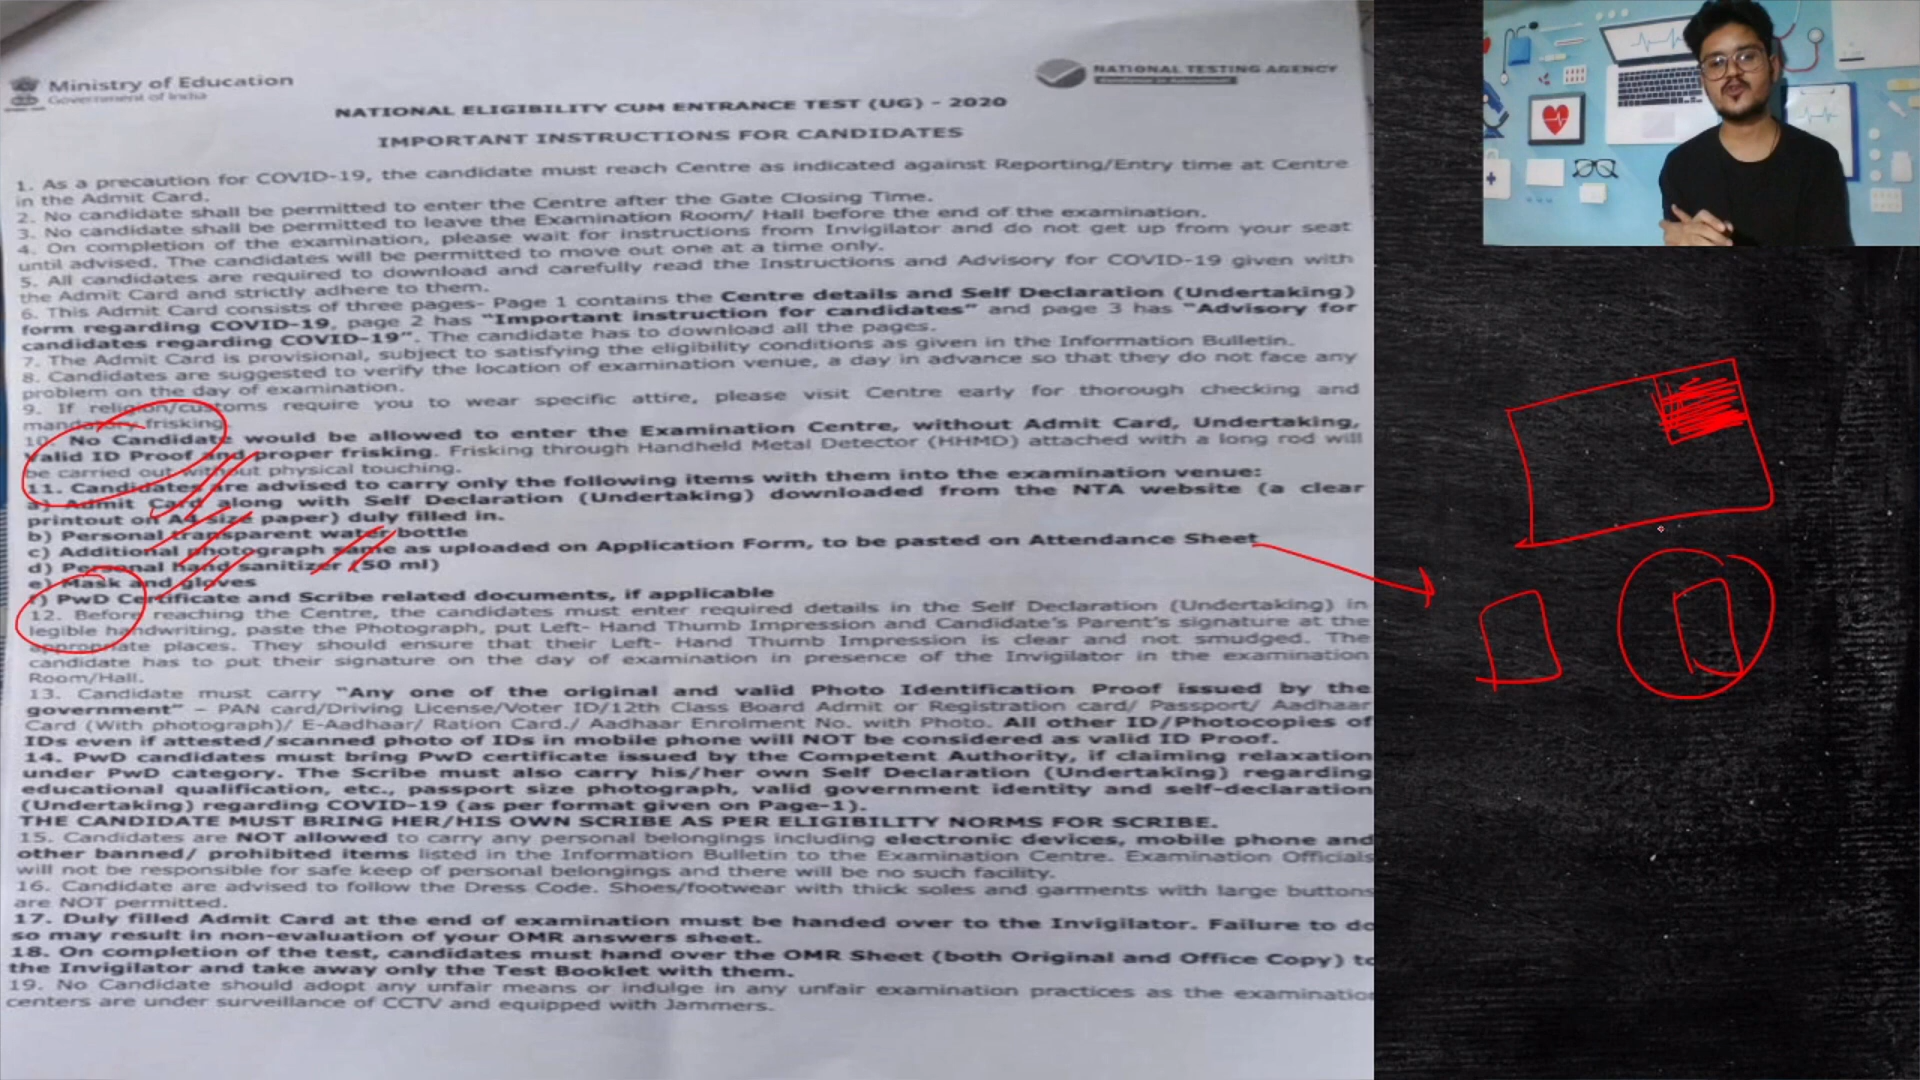 Ministry of Education
Government of India
NATIONAL TESTING AGENCY
NATIONAL ELIGIBILITY CUM ENTRANCE TEST (UG) - 2020
IMPORTANT INSTRUCTIONS FOR CANDIDATES
1. As a precaution for COVID-19, the candidate must reach Centre as indicated against Reporting/Entry time at Centre
in the Admit Card.
2. No candidate shall be permitted to enter the Centre after the Gate Closing Time.
3. No candidate shall be permitted to leave the Examination Room/ Hall before the end of the examination.
4. On completion of the examination, please wait for instructions from Invigilator and do not get up from your seat
until advised. The candidates will be permitted to move out one at a time only.
5. All candidates are required to download and carefully read the Instructions and Advisory for COVID-19 given with
the Admit Card and strictly adhere to them.
6. This Admit Card consists of three pages- Page 1 contains the Centre details and Self Declaration (Undertaking)
form regarding COVID-19, page 2 has "Important instruction for candidates" and page 3 has "Advisory for
candidates regarding COVID-19". The candidate has to download all the pages.
7. The Admit Card is provisional, subject to satisfying the eligibility conditions as given in the Information Bulletin.
8. Candidates are suggested to verify the location of examination venue, a day in advance so that they do not face any
problem on the day of examination.
9. If religion/customs require you to wear specific attire, please visit Centre early for thorough checking and
mandatory frisking
10. No Candidate would be allowed to enter the Examination Centre, without Admit Card, Undertaking,
Valid ID Proof and proper frisking. Frisking through Handheld Metal Detector (HHMD) attached with a long rod will
be carried out without physical touching.
11. Candidates are advised to carry only the following items with them into the examination venue:
a) Admit Card along with Self Declaration (Undertaking) downloaded from the NTA website (a clear
printout on A4 size paper) duly filled in.
b) Personal transparent water bottle
c) Additional photograph same as uploaded on Application Form, to be pasted on Attendance Sheet
d) Personal hand sanitizer (50 ml)
e) Mask and gloves
f) PwD Certificate and Scribe related documents, if applicable
12. Before reaching the Centre, the candidates must enter required details in the Self Declaration (Undertaking) in
legible handwriting, paste the Photograph, put Left- Hand Thumb Impression and Candidate's Parent's signature at the
appropriate places. They should ensure that their Left- Hand Thumb Impression is clear and not smudged. The
candidate has to put their signature on the day of examination in presence of the Invigilator in the examination
Room/Hall.
13. Candidate must carry "Any one of the original and valid Photo Identification Proof issued by the
government" – PAN card/Driving License/Voter ID/12th Class Board Admit or Registration card/ Passport/ Aadhaar
Card (With photograph)/ E-Aadhaar/ Ration Card./ Aadhaar Enrolment No. with Photo. All other ID/Photocopies of
IDs even if attested/scanned photo of IDs in mobile phone will NOT be considered as valid ID Proof.
14. PwD candidates must bring PwD certificate issued by the Competent Authority, if claiming relaxation
under PwD category. The Scribe must also carry his/her own Self Declaration (Undertaking) regarding
educational qualification, etc., passport size photograph, valid government identity and self-declaration
(Undertaking) regarding COVID-19 (as per format given on Page-1).
THE CANDIDATE MUST BRING HER/HIS OWN SCRIBE AS PER ELIGIBILITY NORMS FOR SCRIBE.
15. Candidates are NOT allowed to carry any personal belongings including electronic devices, mobile phone and
other banned/ prohibited items listed in the Information Bulletin to the Examination Centre. Examination Officials
will not be responsible for safe keep of personal belongings and there will be no such facility.
16. Candidate are advised to follow the Dress Code. Shoes/footwear with thick soles and garments with large buttons
are NOT permitted.
17. Duly filled Admit Card at the end of examination must be handed over to the Invigilator. Failure to do
so may result in non-evaluation of your OMR answers sheet.
18. On completion of the test, candidates must hand over the OMR Sheet (both Original and Office Copy) to
the Invigilator and take away only the Test Booklet with them.
19. No Candidate should adopt any unfair means or indulge in any unfair examination practices as the examination
centers are under surveillance of CCTV and equipped with Jammers.